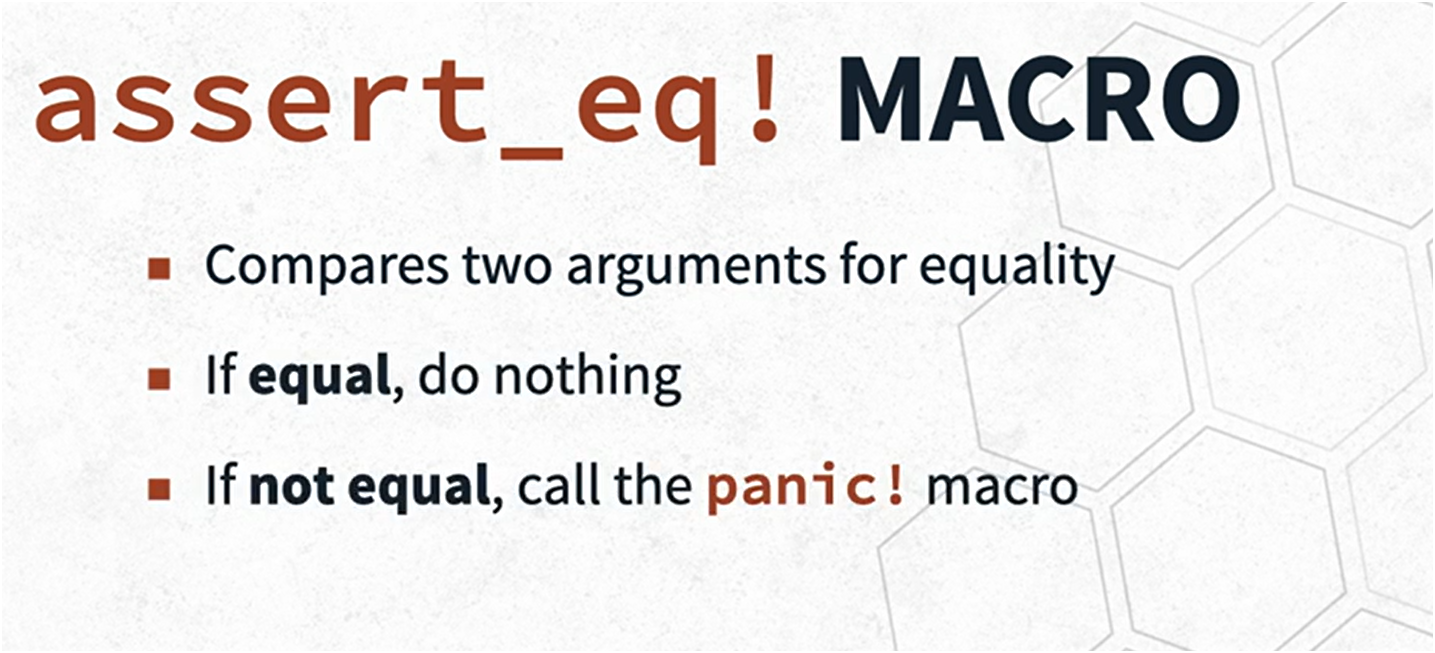 assert_eq! MACRO
▪ Compares two arguments for equality
▪ If equal, do nothing
▪ If not equal, call the panic! macro